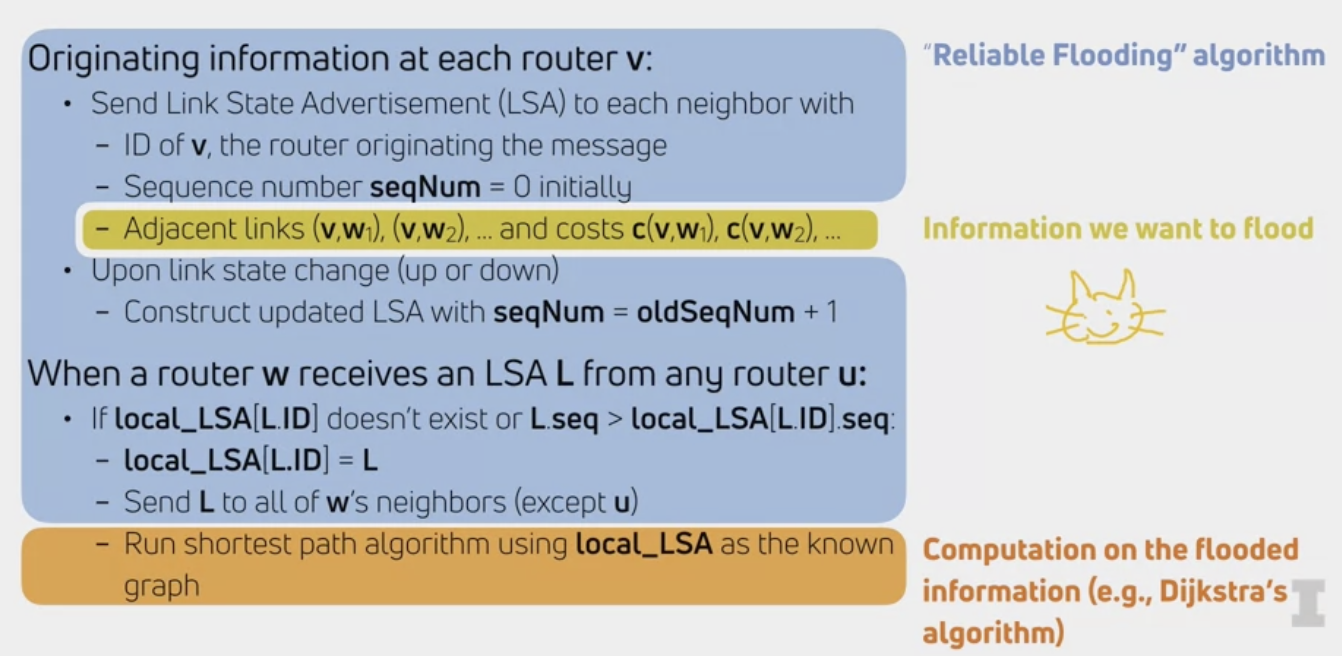 Originating information at each router v:
• Send Link State Advertisement (LSA) to each neighbor with
– ID of v, the router originating the message
– Sequence number seqNum = 0 initially
– Adjacent links (v,w₁), (v,w₂), ... and costs c(v,w₁), c(v,w₂), ...
• Upon link state change (up or down)
– Construct updated LSA with seqNum = oldSeqNum + 1
When a router w receives an LSA L from any router u:
• If local_LSA[L.ID] doesn't exist or L.seq > local_LSA[L.ID].seq:
– local_LSA[L.ID] = L
– Send L to all of w's neighbors (except u)
– Run shortest path algorithm using local_LSA as the known
graph
"Reliable Flooding" algorithm
Information we want to flood
Computation on the flooded
information (e.g., Dijkstra's
algorithm)
I